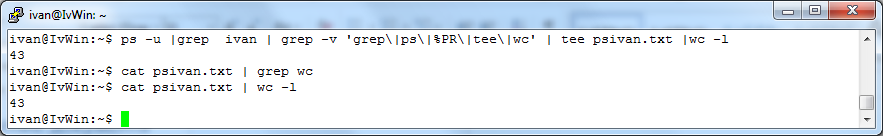 ivan@IvWin: ~
ivan@IvWin:~$ ps -u |grep  ivan | grep -v 'grep\|ps\|%PR\|tee\|wc' | tee psivan.txt |wc -l
43
ivan@IvWin:~$ cat psivan.txt | grep wc
ivan@IvWin:~$ cat psivan.txt | wc -l
43
ivan@IvWin:~$